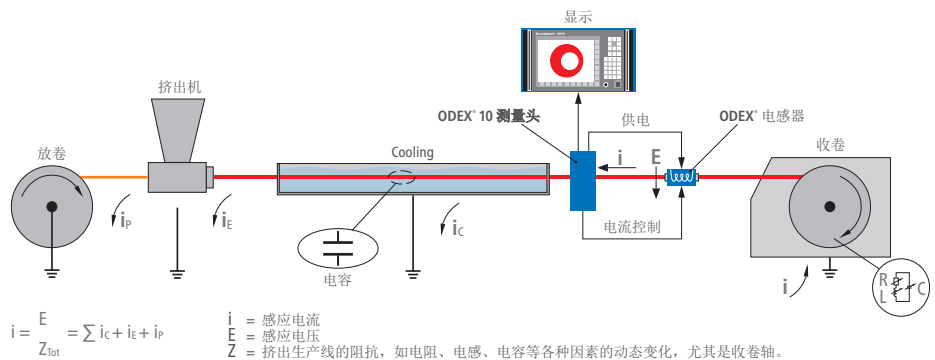 显示
挤出机
ODEX® 10 测量头
供电
ODEX® 电感器
放卷
Cooling
收卷
i
E
iP
iE
iC
电流控制
电容
i
R
L
C
i = E / ZTot = ∑ iC + iE + iP
i = 感应电流
E = 感应电压
Z = 挤出生产线的阻抗，如电阻、电感、电容等各种因素的动态变化，尤其是收卷轴。